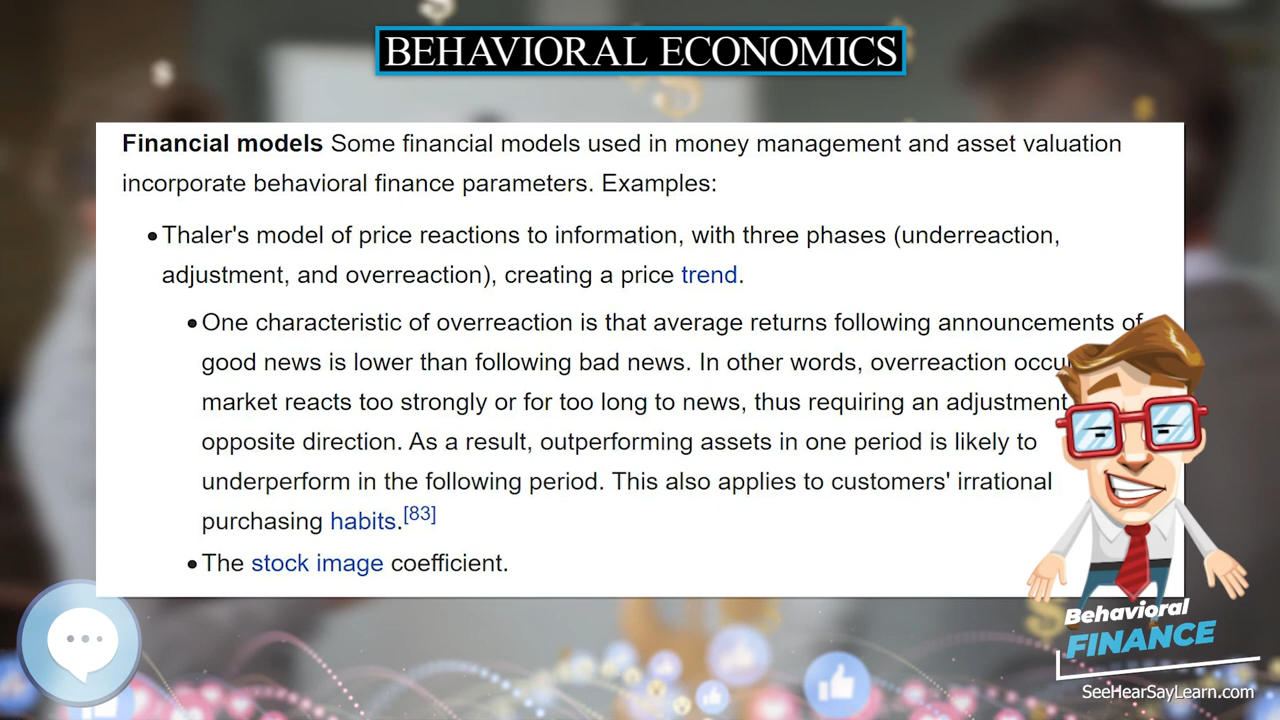 BEHAVIORAL ECONOMICS
Financial models Some financial models used in money management and asset valuation
incorporate behavioral finance parameters. Examples:
• Thaler's model of price reactions to information, with three phases (underreaction,
adjustment, and overreaction), creating a price trend.
• One characteristic of overreaction is that average returns following announcements of
good news is lower than following bad news. In other words, overreaction
market reacts too strongly or for too long to news, thus requiring an adjustment
opposite direction. As a result, outperforming assets in one period is likely to
underperform in the following period. This also applies to customers' irrational
purchasing habits.[83]
• The stock image coefficient.
Behavioral
FINANCE
SeeHearSayLearn.com